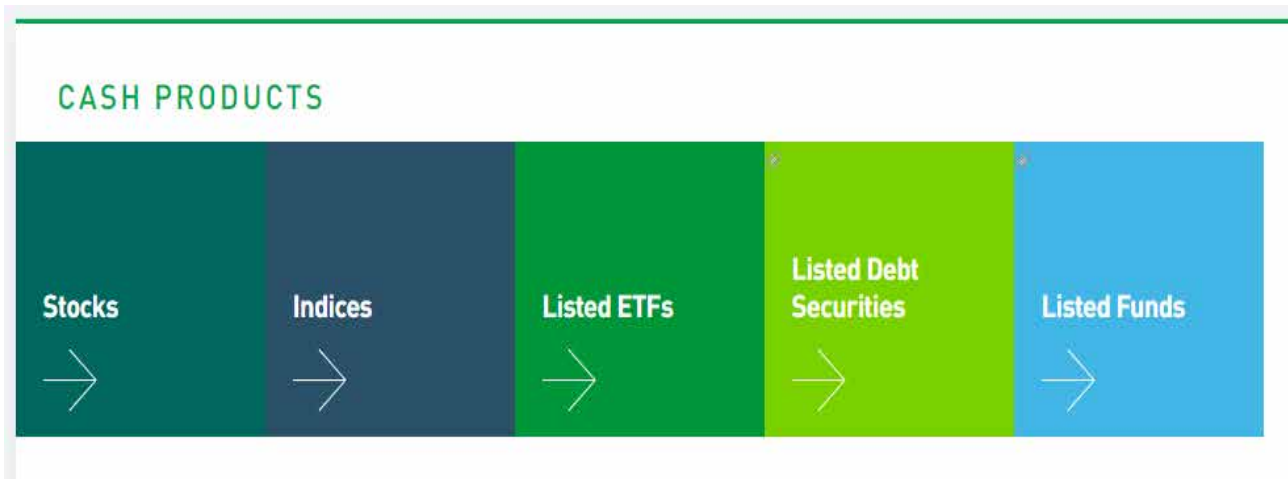 CASH PRODUCTS
Stocks
Indices
Listed ETFs
Listed Debt
Securities
Listed Funds